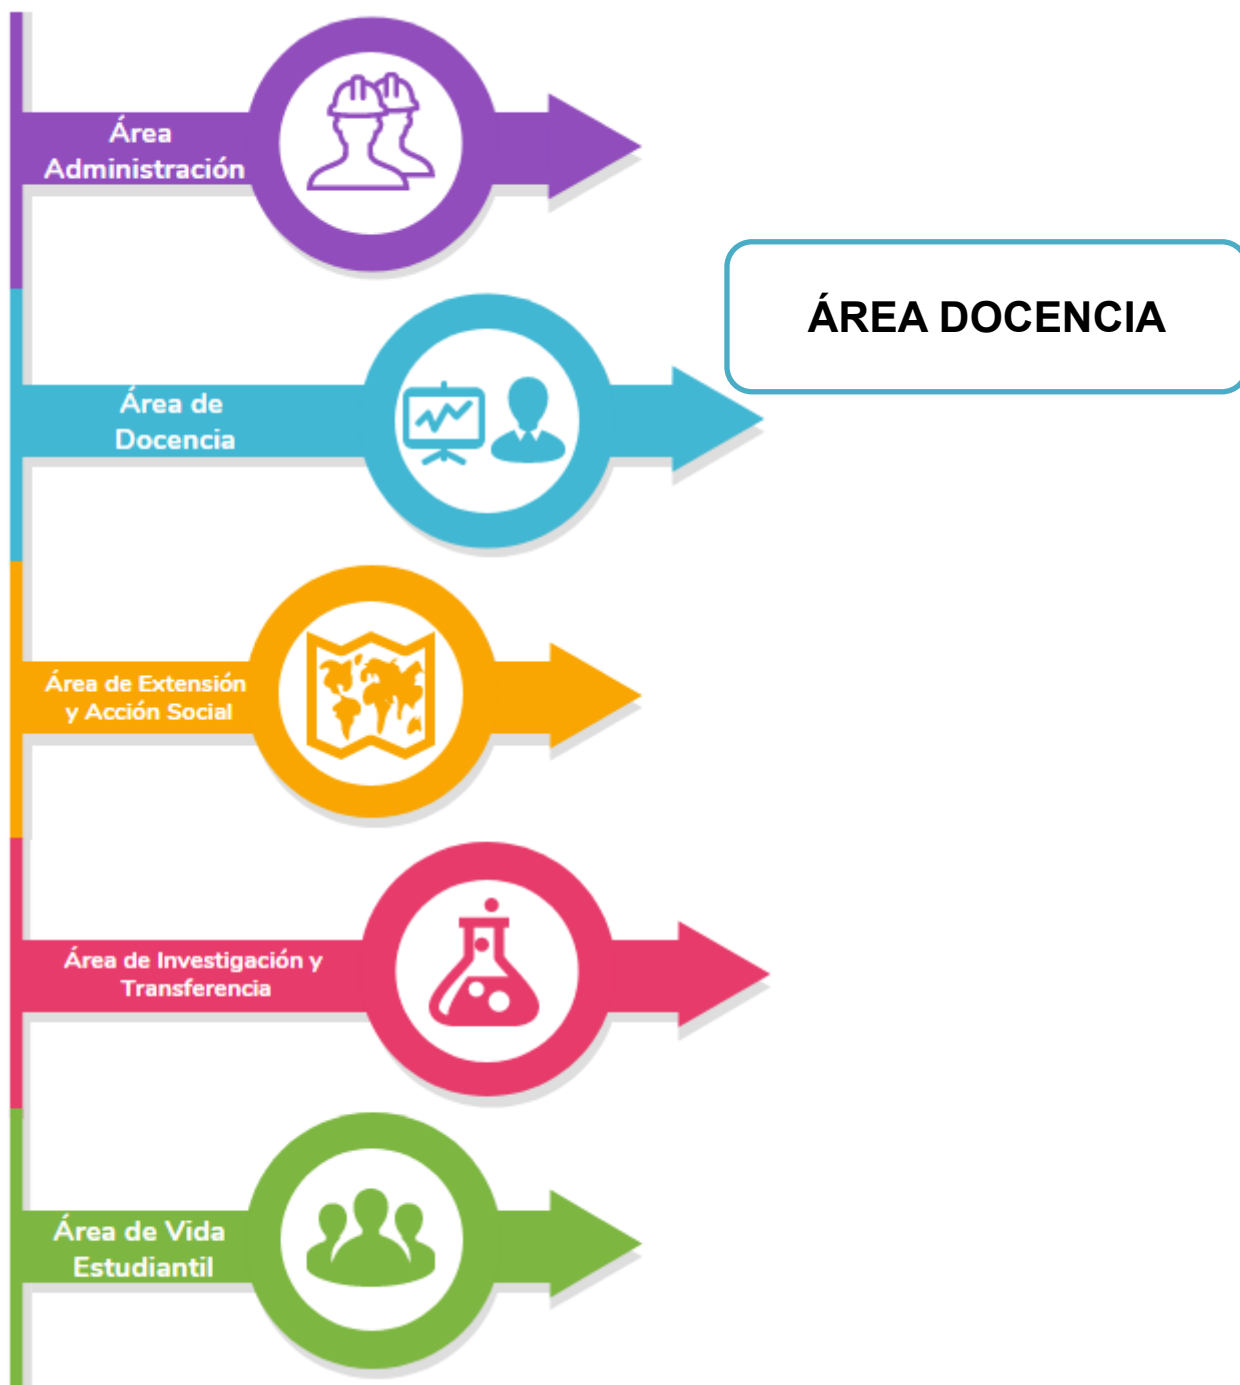 Área
Administración
ÁREA DOCENCIA
Área de
Docencia
Área de Extensión
y Acción Social
Área de Investigación y
Transferencia
Área de Vida
Estudiantil